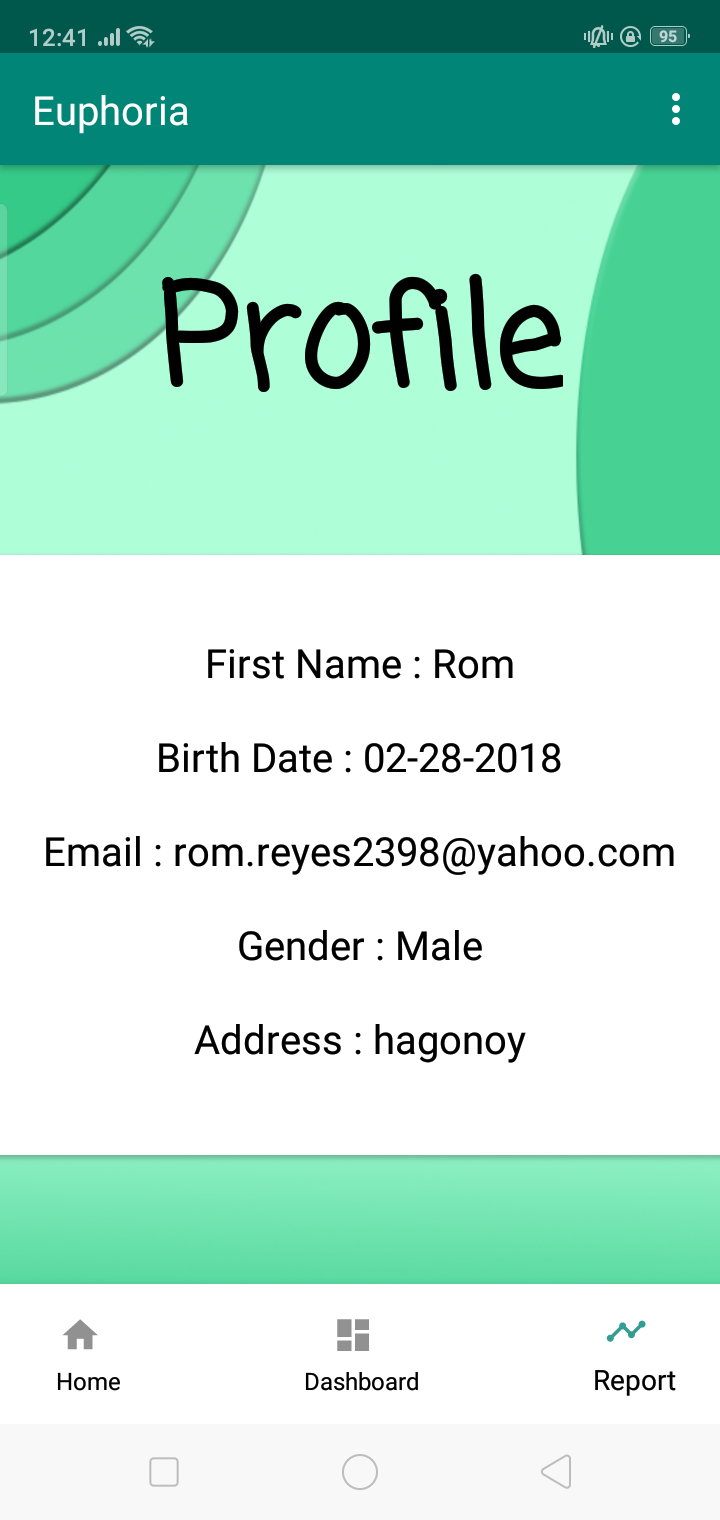 12:41
95
Euphoria
Profile
First Name : Rom
Birth Date : 02-28-2018
Email : rom.reyes2398@yahoo.com
Gender : Male
Address : hagonoy
Home
Dashboard
Report